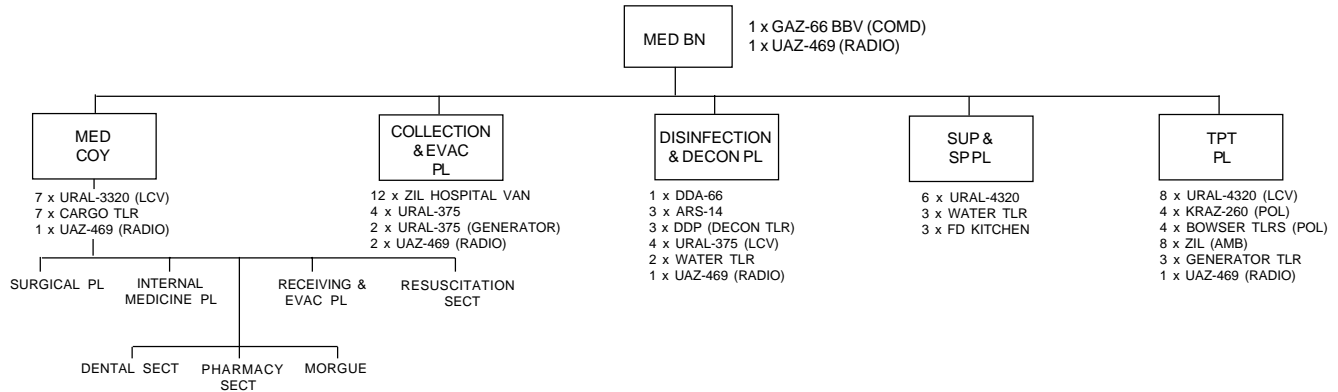 MED BN
1 x GAZ-66 BBV (COMD)
1 x UAZ-469 (RADIO)
MED
COY
7 x URAL-3320 (LCV)
7 x CARGO TLR
1 x UAZ-469 (RADIO)
COLLECTION
& EVAC
PL
12 x ZIL HOSPITAL VAN
4 x URAL-375
2 x URAL-375 (GENERATOR)
2 x UAZ-469 (RADIO)
DISINFECTION
& DECON PL
1 x DDA-66
3 x ARS-14
3 x DDP (DECON TLR)
4 x URAL-375 (LCV)
2 x WATER TLR
1 x UAZ-469 (RADIO)
SUP &
SP PL
6 x URAL-4320
3 x WATER TLR
3 x FD KITCHEN
TPT
PL
8 x URAL-4320 (LCV)
4 x KRAZ-260 (POL)
4 x BOWSER TLRS (POL)
8 x ZIL (AMB)
3 x GENERATOR TLR
1 x UAZ-469 (RADIO)
SURGICAL PL
INTERNAL
MEDICINE PL
RECEIVING &
EVAC PL
RESUSCITATION
SECT
DENTAL SECT
PHARMACY
SECT
MORGUE